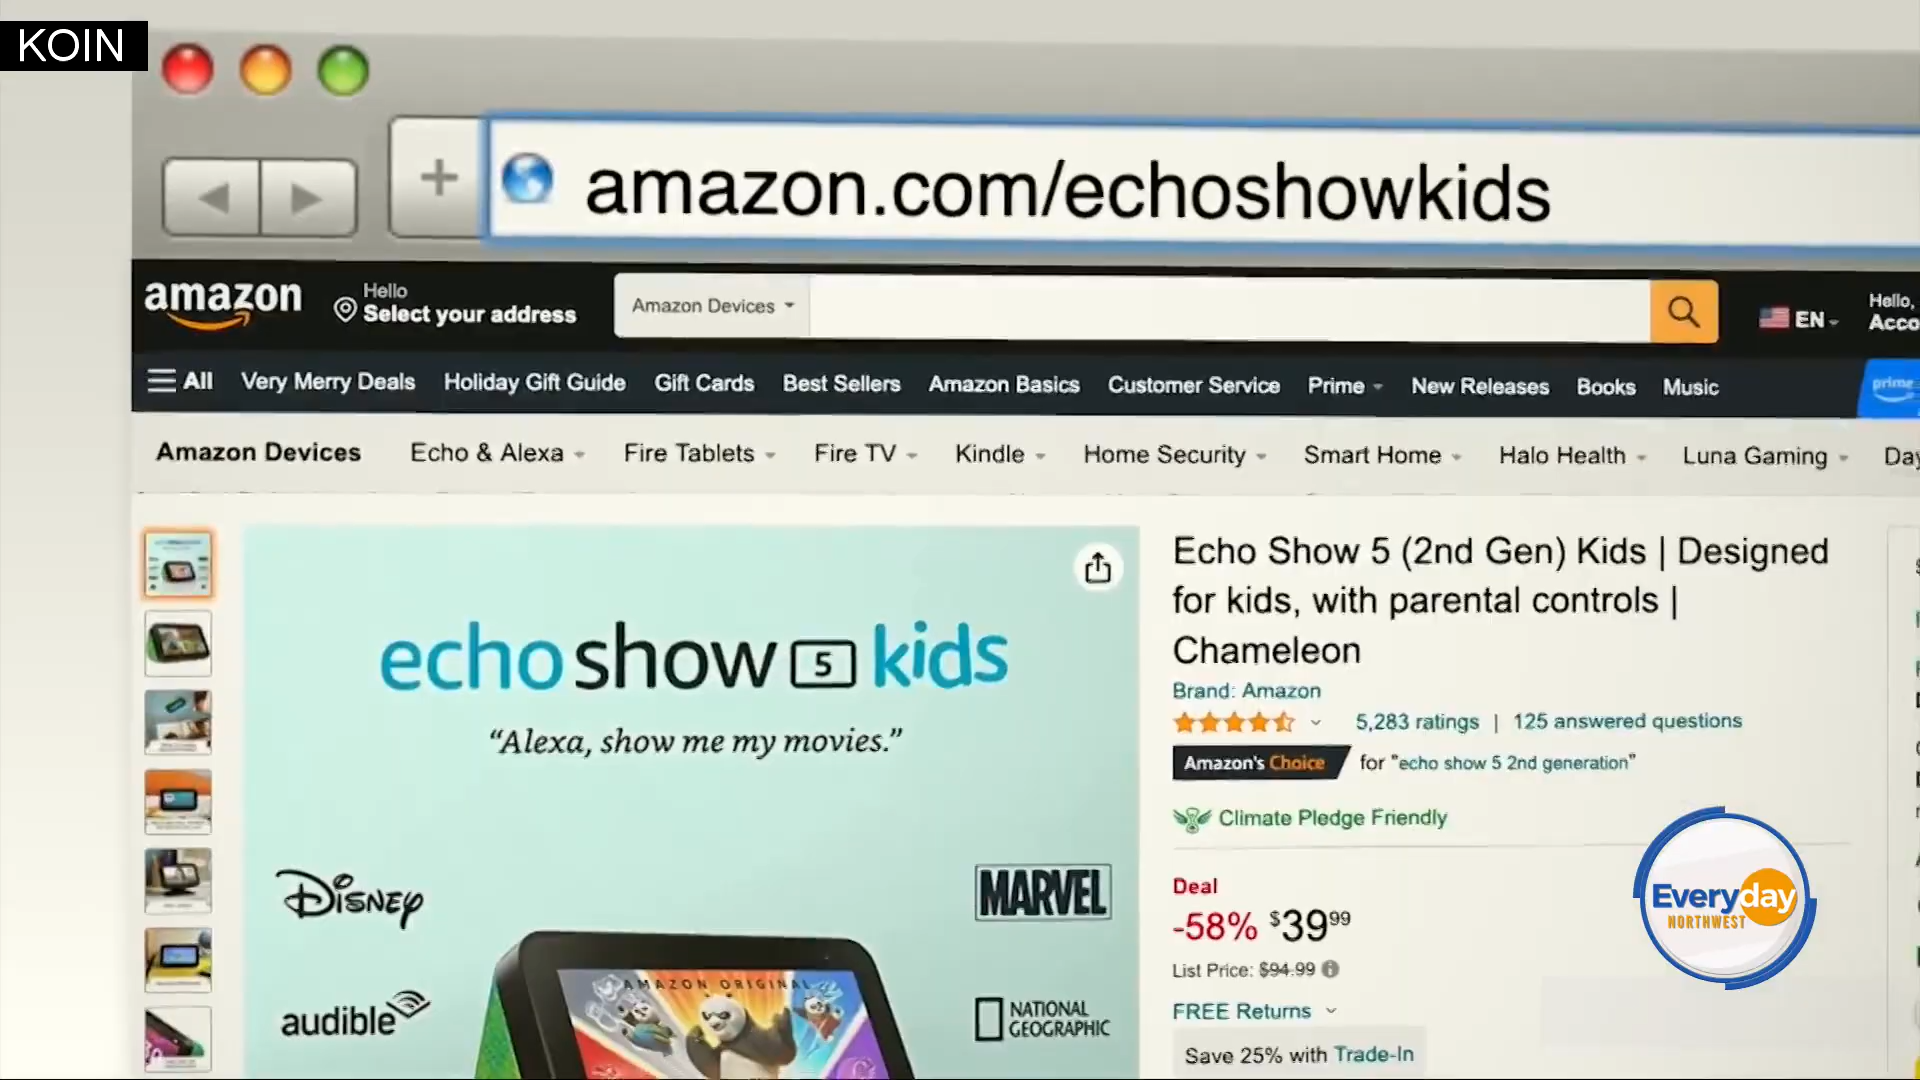 KOIN
amazon.com/echoshowkids
amazon
Hello
Select your address
Amazon Devices
EN
Hello,
All
Very Merry Deals
Holiday Gift Guide
Gift Cards
Best Sellers
Amazon Basics
Customer Service
Prime
New Releases
Books
Music
prime
Amazon Devices
Echo & Alexa
Fire Tablets
Fire TV
Kindle
Home Security
Smart Home
Halo Health
Luna Gaming
echo show 5 kids
“Alexa, show me my movies.”
Disney
MARVEL
audible
NATIONAL
GEOGRAPHIC
AMAZON ORIGINAL
Echo Show 5 (2nd Gen) Kids | Designed
for kids, with parental controls |
Chameleon
Brand: Amazon
5,283 ratings | 125 answered questions
Amazon's Choice for "echo show 5 2nd generation"
Climate Pledge Friendly
Deal
-58% $3999
List Price: $94.99
FREE Returns
Save 25% with Trade-In
Everyday
NORTHWEST